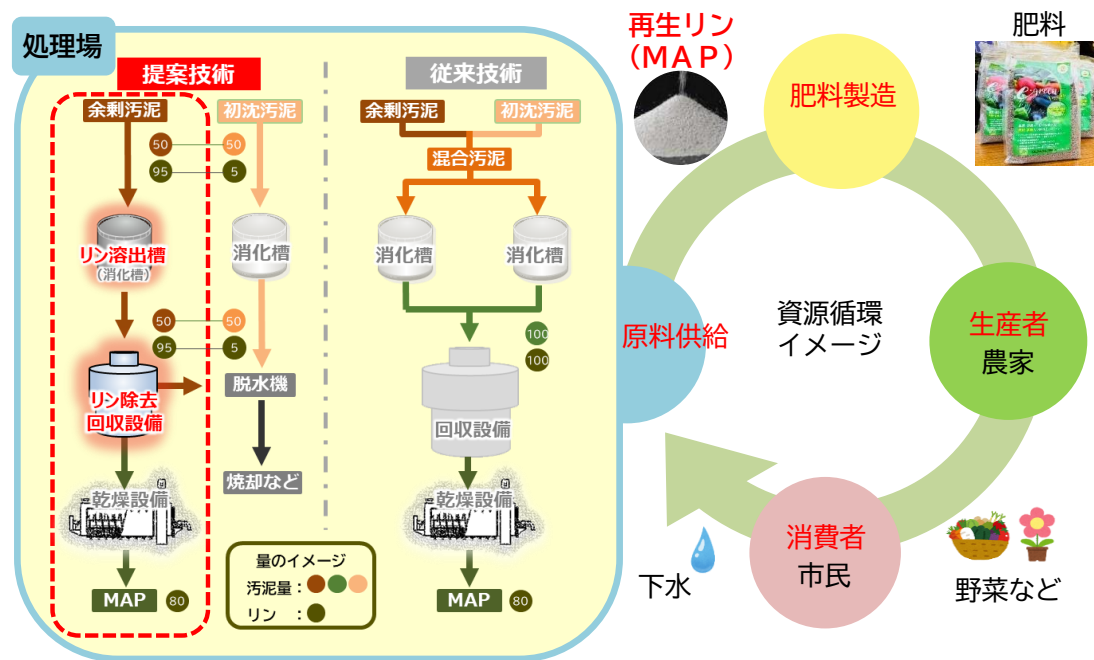 処理場
提案技術
余剰汚泥
初沈汚泥
50
50
95
5
リン溶出槽
(消化槽)
消化槽
50
50
95
5
リン除去
回収設備
脱水機
焼却など
乾燥設備
MAP
80
従来技術
余剰汚泥
初沈汚泥
混合汚泥
消化槽
消化槽
100
100
回収設備
乾燥設備
MAP
80
量のイメージ
汚泥量：
リン ：
再生リン
（ＭＡＰ）
肥料製造
肥料
e-green
原料供給
資源循環
イメージ
生産者
農家
消費者
市民
下水
野菜など